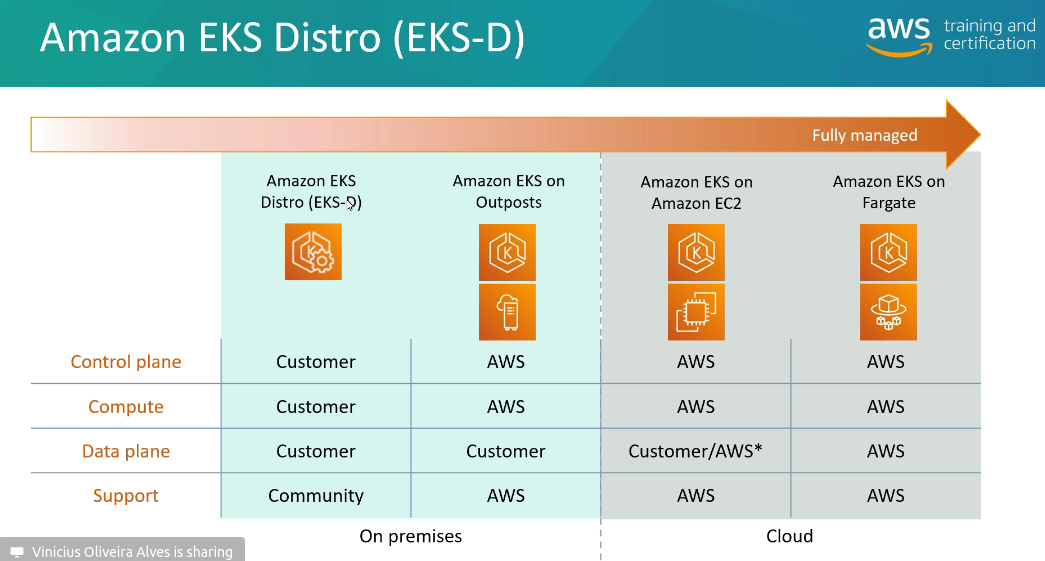 Amazon EKS Distro (EKS-D)
aws training and
certification
Fully managed
Amazon EKS
Distro (EKS-D)
Amazon EKS on
Outposts
Amazon EKS on
Amazon EC2
Amazon EKS on
Fargate
Control plane Customer AWS AWS AWS
Compute Customer AWS AWS AWS
Data plane Customer Customer Customer/AWS* AWS
Support Community AWS AWS AWS
On premises Cloud
Vinicius Oliveira Alves is sharing